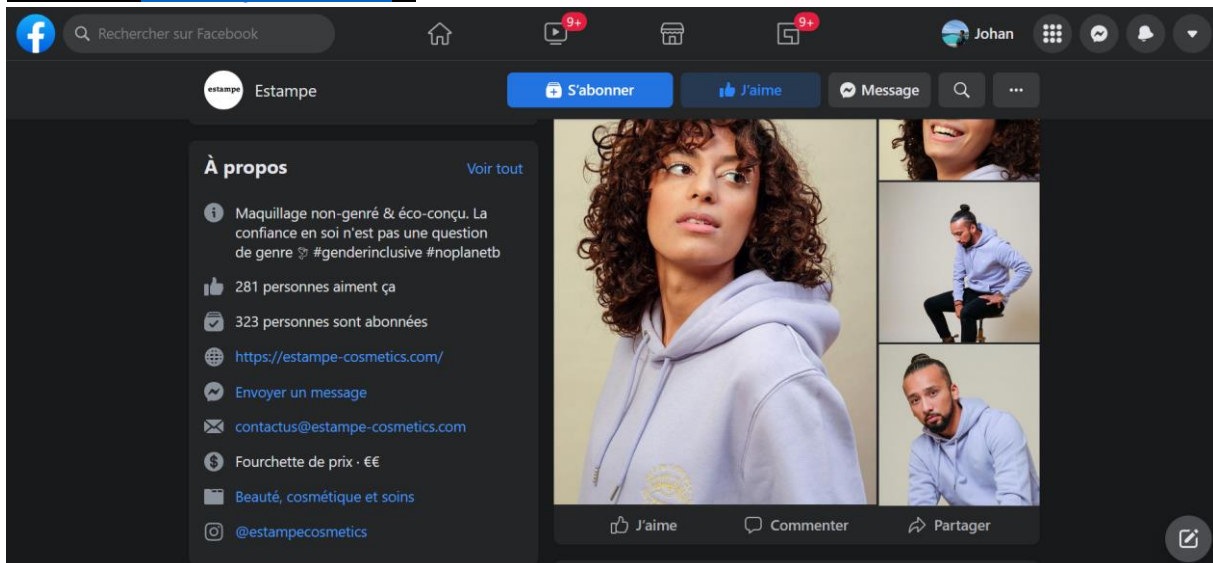 Rechercher sur Facebook
9+
9+
Johan
estampe
Estampe
S'abonner
J'aime
Message
À propos
Voir tout
Maquillage non-genré & éco-conçu. La
confiance en soi n'est pas une question
de genre 🕊 #genderinclusive #noplanetb
281 personnes aiment ça
323 personnes sont abonnées
https://estampe-cosmetics.com/
Envoyer un message
contactus@estampe-cosmetics.com
Fourchette de prix · €€
Beauté, cosmétique et soins
@estampecosmetics
J'aime
Commenter
Partager